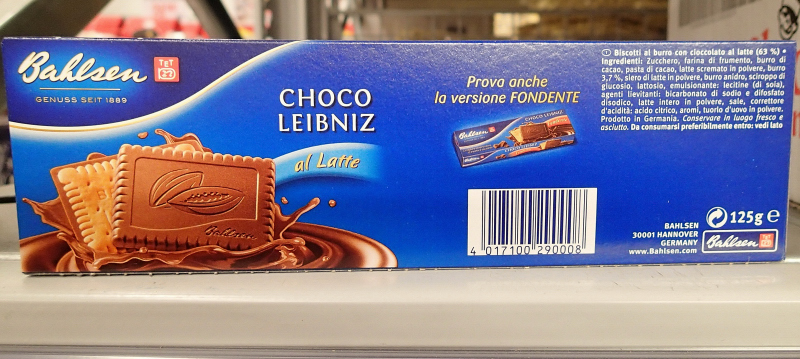 Bahlsen
TET
GENUSS SEIT 1889
CHOCO
LEIBNIZ
al Latte
Bahlsen
Prova anche
la versione FONDENTE
Bahlsen
CHOCO LEIBNIZ
4 017100 290008
Biscotti al burro con cioccolato al latte (63 %) •
Ingredienti: Zucchero, farina di frumento, burro di
cacao, pasta di cacao, latte scremato in polvere, burro
3,7 %, siero di latte in polvere, burro anidro, sciroppo di
glucosio, lattosio, emulsionante: lecitine (di soia),
agenti lievitanti: bicarbonato di sodio e difosfato
disodico, latte intero in polvere, sale, correttore
d'acidità: acido citrico, aromi, tuorlo d'uovo in polvere.
Prodotto in Germania. Conservare in luogo fresco e
asciutto. Da consumarsi preferibilmente entro: vedi lato
125g e
BAHLSEN
30001 HANNOVER
GERMANY
www.Bahlsen.com
Bahlsen